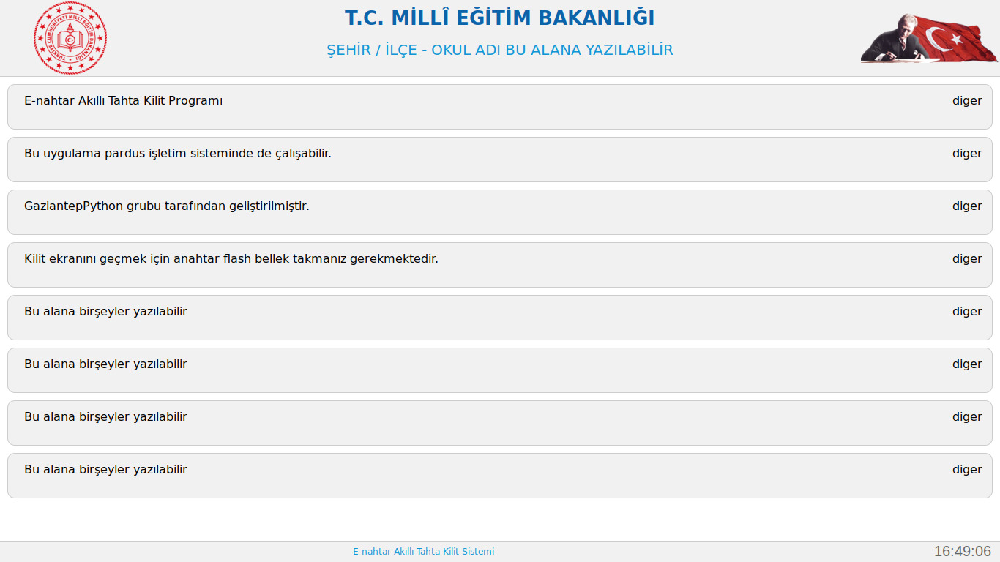 T.C. MİLLÎ EĞİTİM BAKANLIĞI
ŞEHİR / İLÇE - OKUL ADI BU ALANA YAZILABİLİR
TÜRKİYE CUMHURİYETİ MİLLÎ EĞİTİM BAKANLIĞI
E-nahtar Akıllı Tahta Kilit Programı diger
Bu uygulama pardus işletim sisteminde de çalışabilir. diger
GaziantepPython grubu tarafından geliştirilmiştir. diger
Kilit ekranını geçmek için anahtar flash bellek takmanız gerekmektedir. diger
Bu alana birşeyler yazılabilir diger
Bu alana birşeyler yazılabilir diger
Bu alana birşeyler yazılabilir diger
Bu alana birşeyler yazılabilir diger
E-nahtar Akıllı Tahta Kilit Sistemi 16:49:06